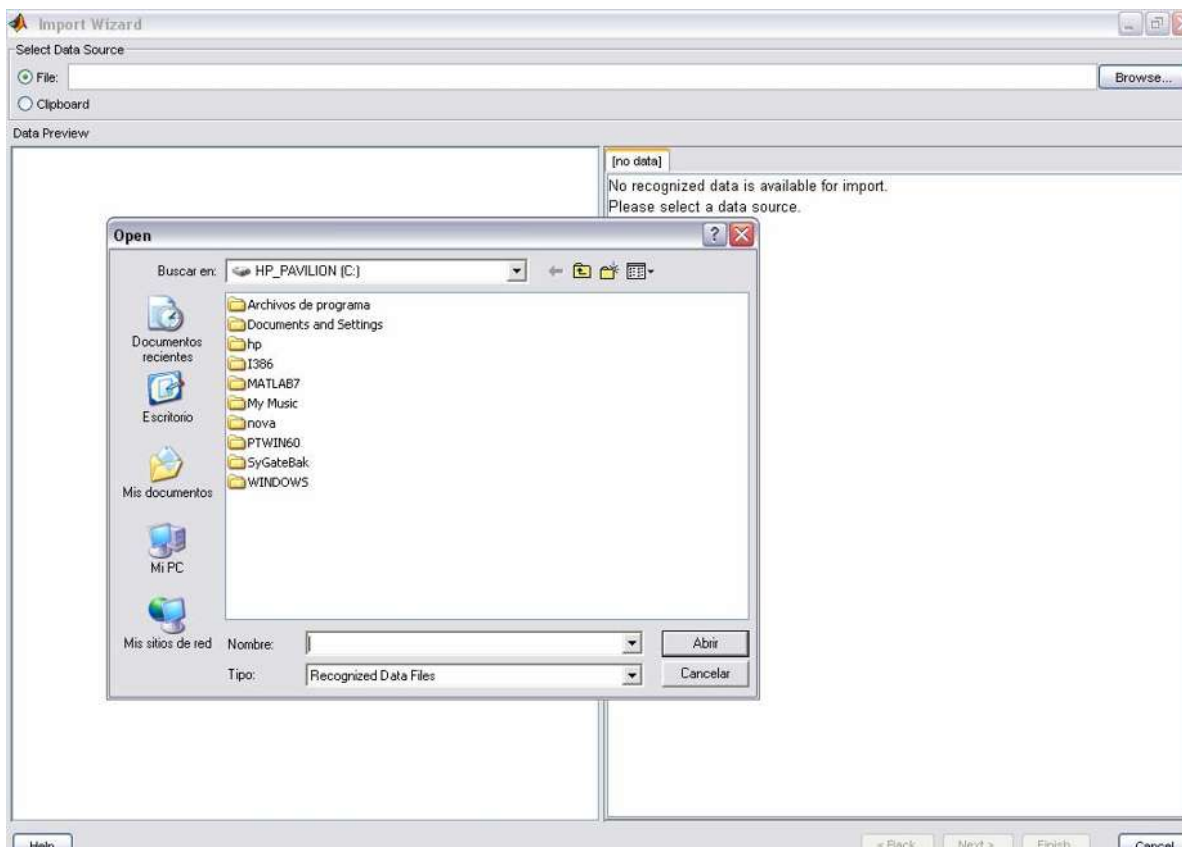 Import Wizard
Select Data Source
File:
Browse...
Clipboard
Data Preview
[no data]
No recognized data is available for import.
Please select a data source.
Open
Buscar en:
HP_PAVILION (C:)
Documentos
recientes
Escritorio
Mis documentos
Mi PC
Mis sitios de red
Archivos de programa
Documents and Settings
hp
I386
MATLAB7
My Music
nova
PTWIN60
SyGateBak
WINDOWS
Nombre:
Abrir
Tipo:
Recognized Data Files
Cancelar
Help
< Back
Next >
Finish
Cancel